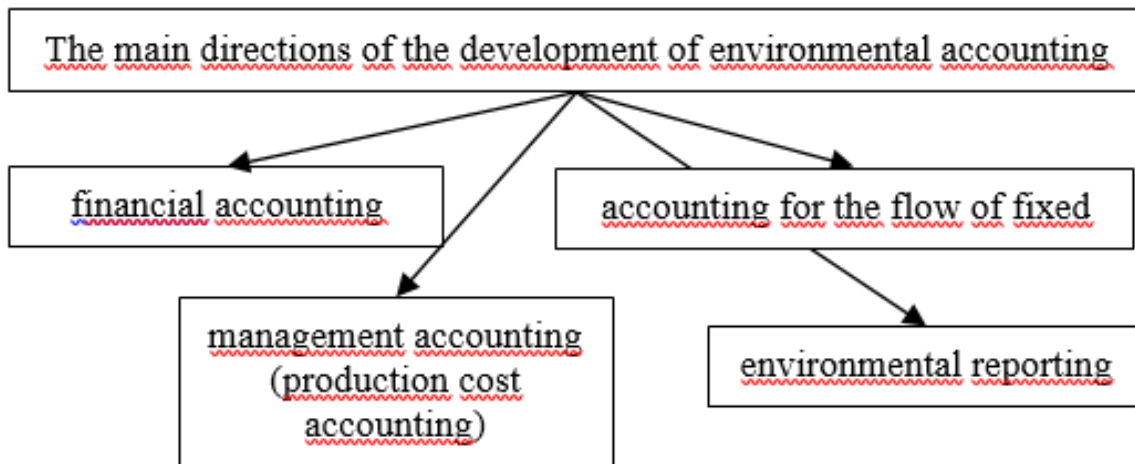 The main directions of the development of environmental accounting
financial accounting
accounting for the flow of fixed
management accounting
(production cost
accounting)
environmental reporting